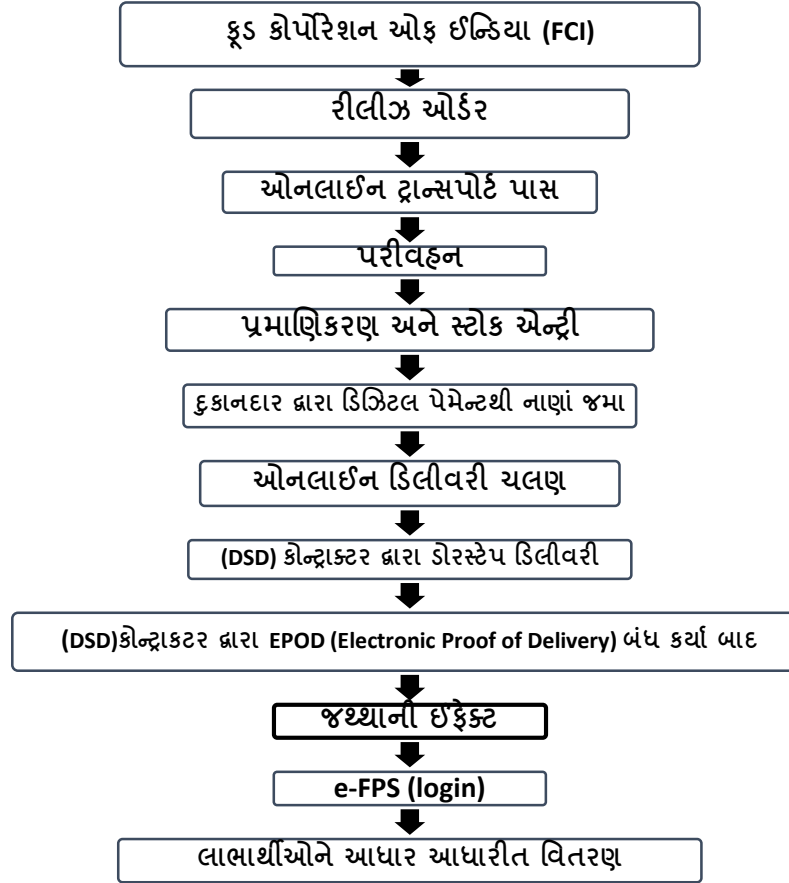 ફૂડ કોર્પોરેશન ઓફ ઈન્ડિયા (FCI)
રીલીઝ ઓર્ડર
ઓનલાઈન ટ્રાન્સપોર્ટ પાસ
પરીવહન
પ્રમાણિકરણ અને સ્ટોક એન્ટ્રી
દુકાનદાર દ્વારા ડિઝિટલ પેમેન્ટથી નાણાં જમા
ઓનલાઈન ડિલીવરી ચલણ
(DSD) કોન્ટ્રાક્ટર દ્વારા ડોરસ્ટેપ ડિલીવરી
(DSD)કોન્ટ્રાકટર દ્વારા EPOD (Electronic Proof of Delivery) બંધ કર્યા બાદ
જથ્થાની ઈફેક્ટ
e-FPS (login)
લાભાર્થીઓને આધાર આધારીત વિતરણ